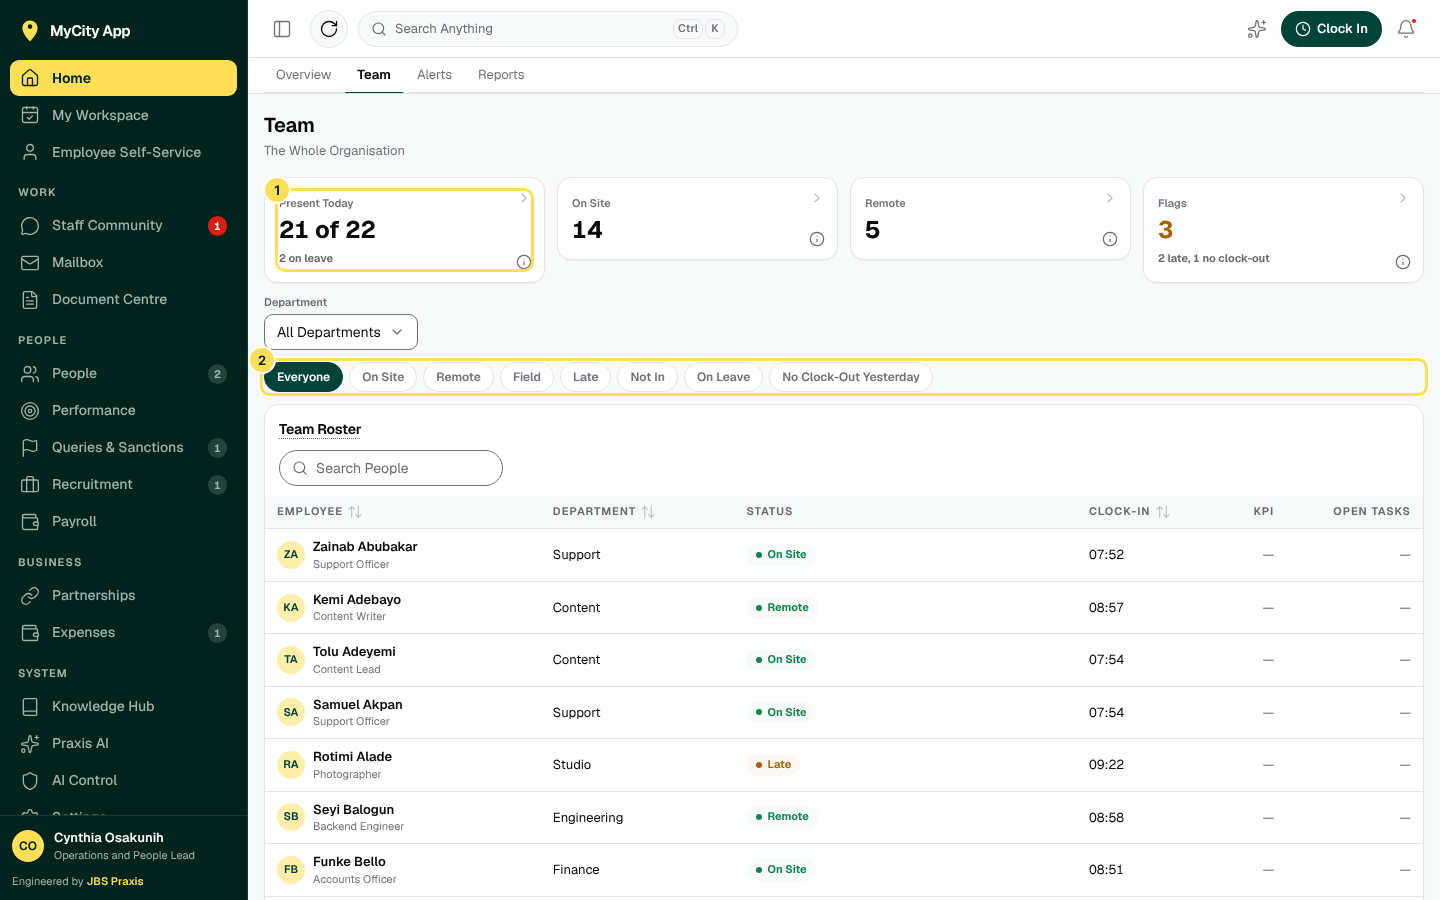 MyCity App
Home
My Workspace
Employee Self-Service
WORK
Staff Community 1
Mailbox
Document Centre
PEOPLE
People 2
Performance
Queries & Sanctions 1
Recruitment 1
Payroll
BUSINESS
Partnerships
Expenses 1
SYSTEM
Knowledge Hub
Praxis AI
AI Control
CO
Cynthia Osakunih
Operations and People Lead
Engineered by JBS Praxis
Search Anything Ctrl K
Clock In
Overview Team Alerts Reports
Team
The Whole Organisation
1
Present Today
21 of 22
2 on leave
On Site
14
Remote
5
Flags
3
2 late, 1 no clock-out
Department
All Departments
2
Everyone On Site Remote Field Late Not In On Leave No Clock-Out Yesterday
Team Roster
Search People
EMPLOYEE DEPARTMENT STATUS CLOCK-IN KPI OPEN TASKS
ZA Zainab Abubakar Support On Site 07:52 — —
Support Officer
KA Kemi Adebayo Content Remote 08:57 — —
Content Writer
TA Tolu Adeyemi Content On Site 07:54 — —
Content Lead
SA Samuel Akpan Support On Site 07:54 — —
Support Officer
RA Rotimi Alade Studio Late 09:22 — —
Photographer
SB Seyi Balogun Engineering Remote 08:58 — —
Backend Engineer
FB Funke Bello Finance On Site 08:51 — —
Accounts Officer